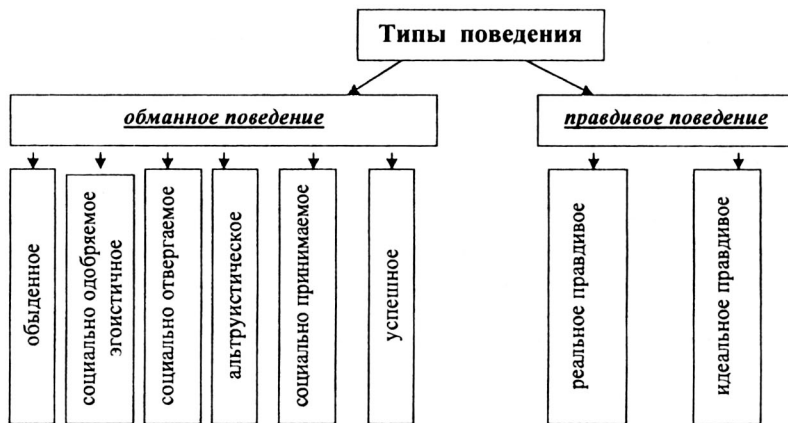 Типы поведения
обманное поведение
правдивое поведение
обыденное
социально одобряемое
эгоистичное
социально отвергаемое
альтруистическое
социально принимаемое
успешное
реальное правдивое
идеальное правдивое